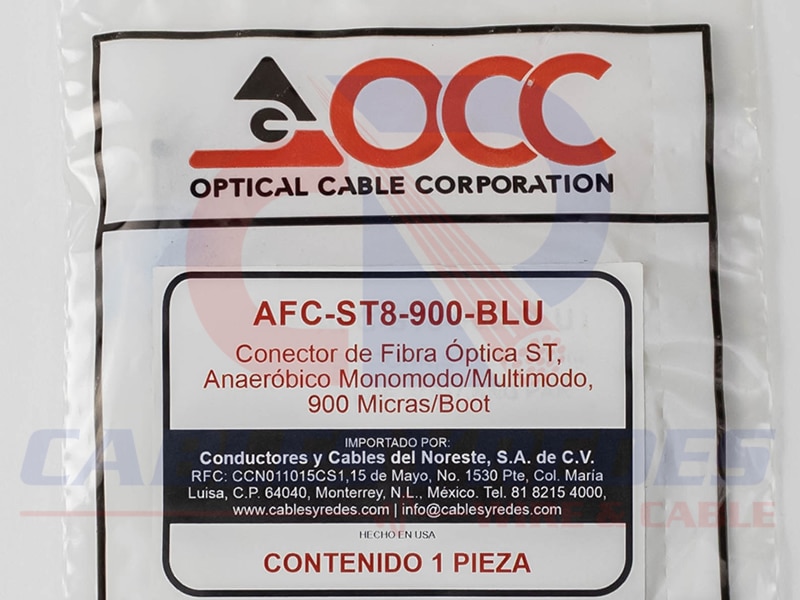 OCC
OPTICAL CABLE CORPORATION
AFC-ST8-900-BLU
Conector de Fibra Óptica ST,
Anaeróbico Monomodo/Multimodo,
900 Micras/Boot
IMPORTADO POR:
Conductores y Cables del Noreste, S.A. de C.V.
RFC: CCN011015CS1,15 de Mayo, No. 1530 Pte, Col. María
Luisa, C.P. 64040, Monterrey, N.L., México. Tel. 81 8215 4000,
www.cablesyredes.com | info@cablesyredes.com
HECHO EN USA
CONTENIDO 1 PIEZA